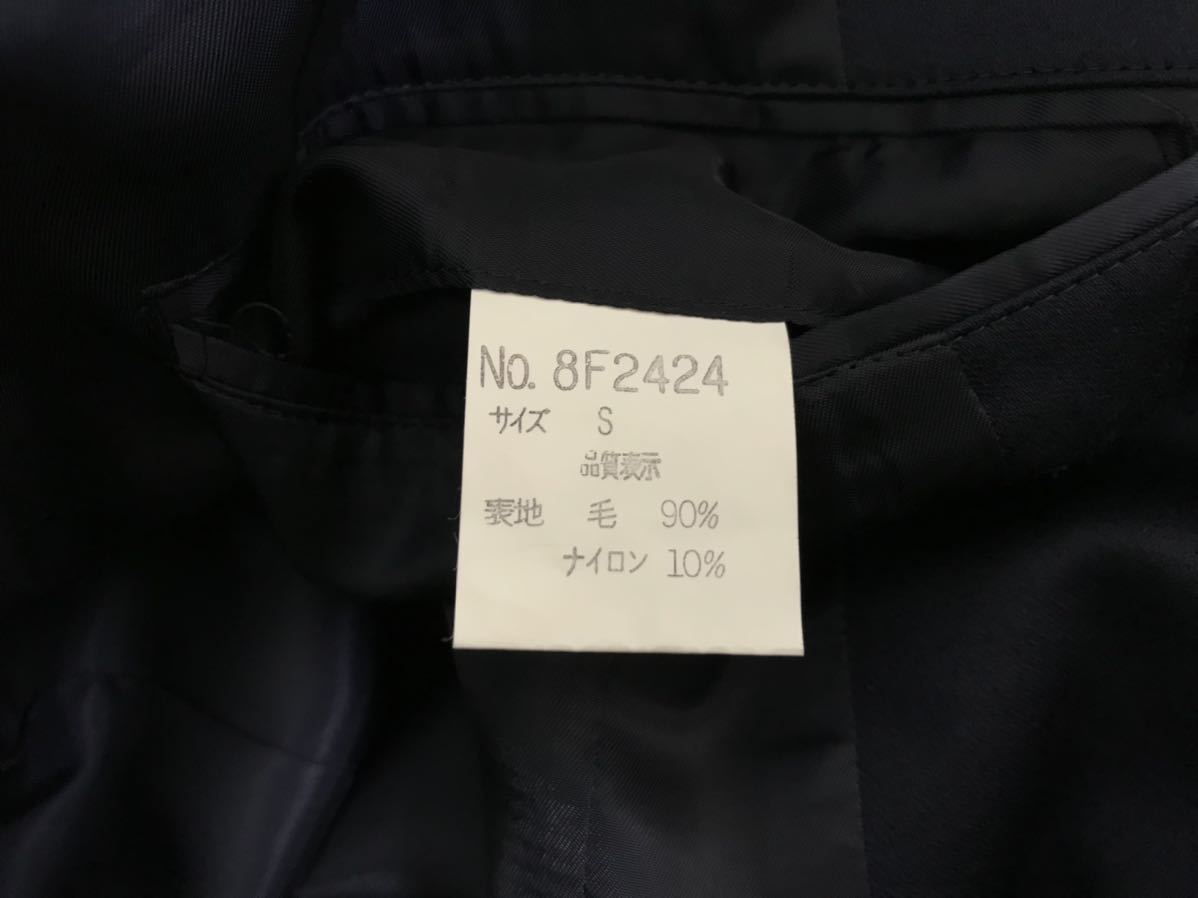 No. 8F2424
サイズ S
品質表示
表地 毛 90%
ナイロン 10%